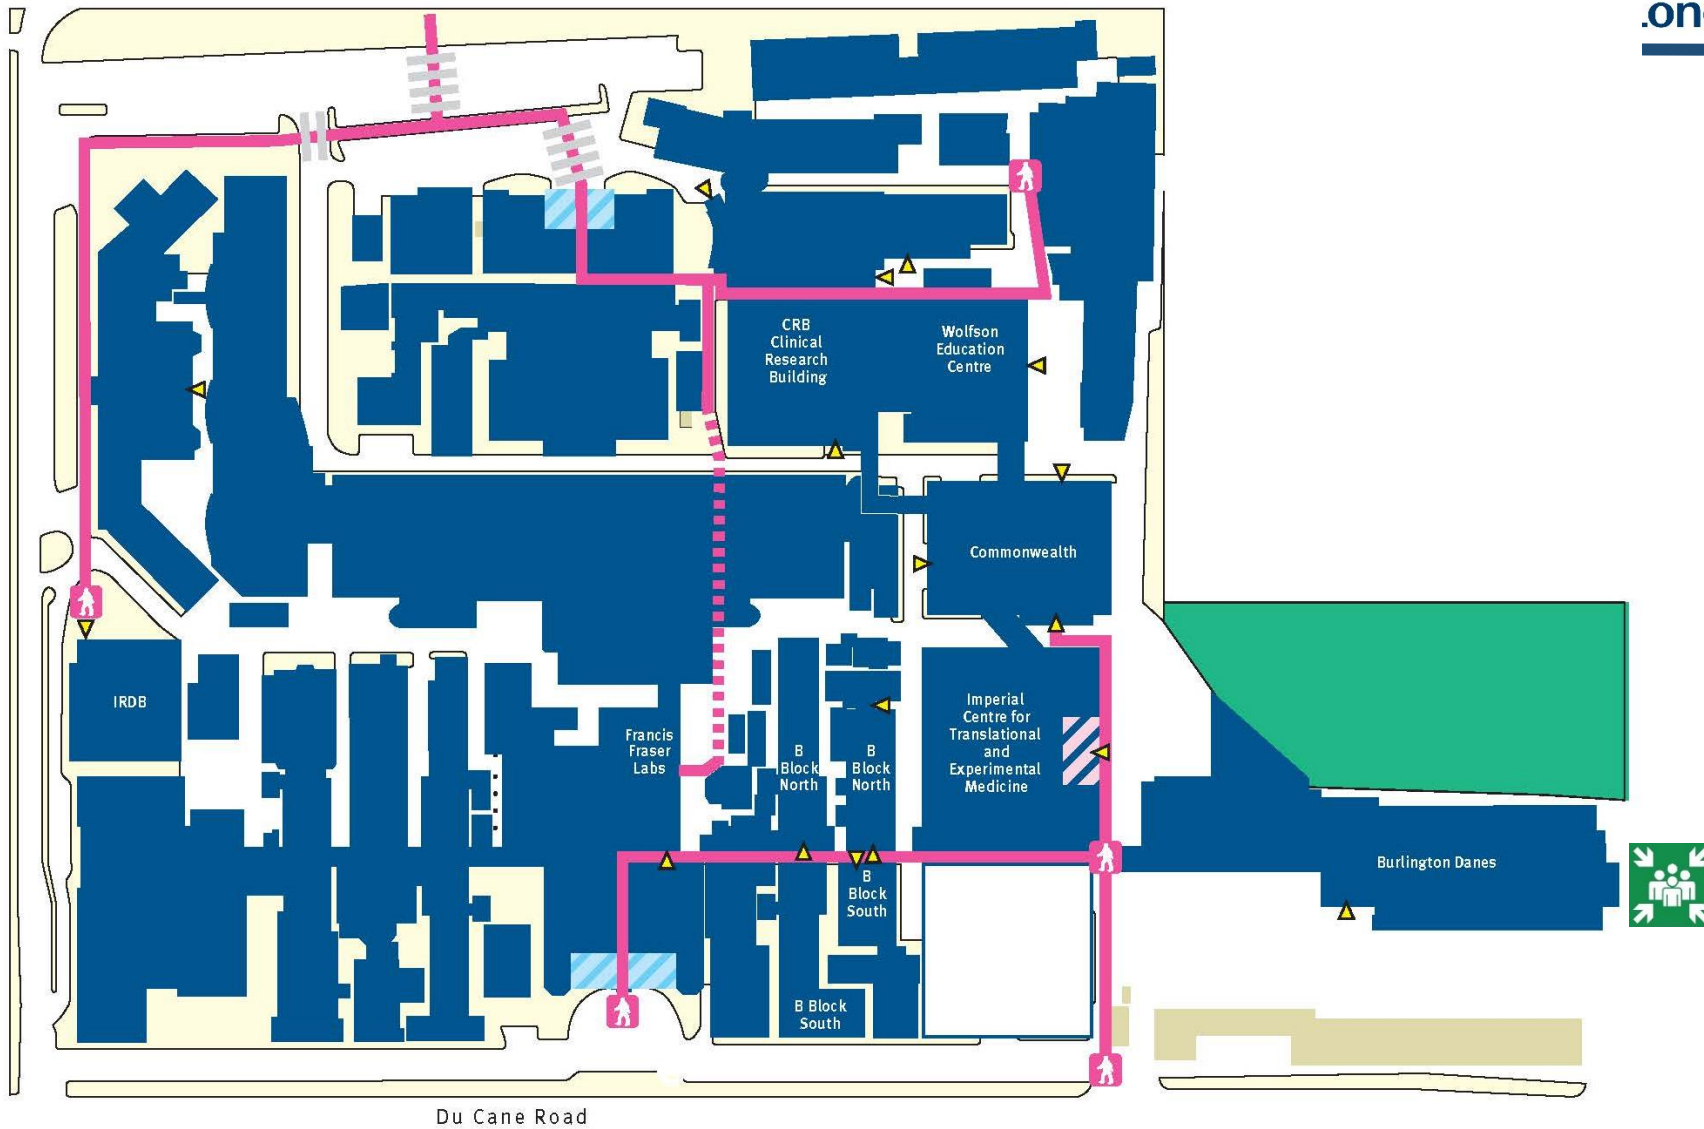 .on
CRB
Clinical
Research
Building
Wolfson
Education
Centre
Commonwealth
IRDB
Francis
Fraser
Labs
B
Block
North
B
Block
North
Imperial
Centre for
Translational
and
Experimental
Medicine
B
Block
South
Burlington Danes
B Block
South
Du Cane Road